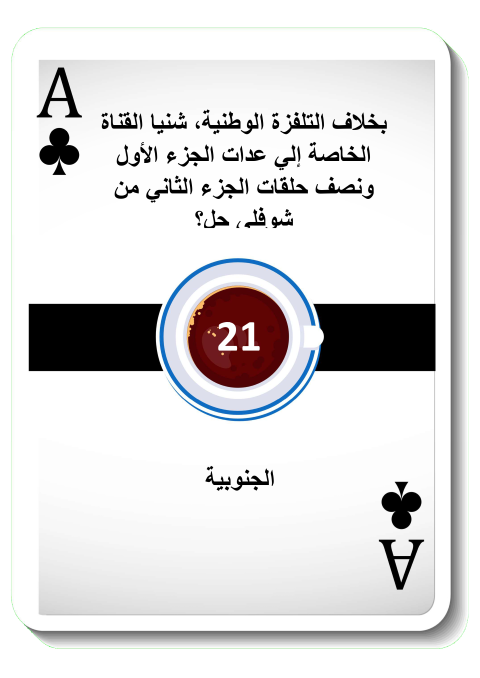 A
بخلاف التلفزة الوطنية، شنيا القناة
الخاصة إلي عدات الجزء الأول
ونصف حلقات الجزء الثاني من
شوفلي حل؟
21
الجنوبية
A